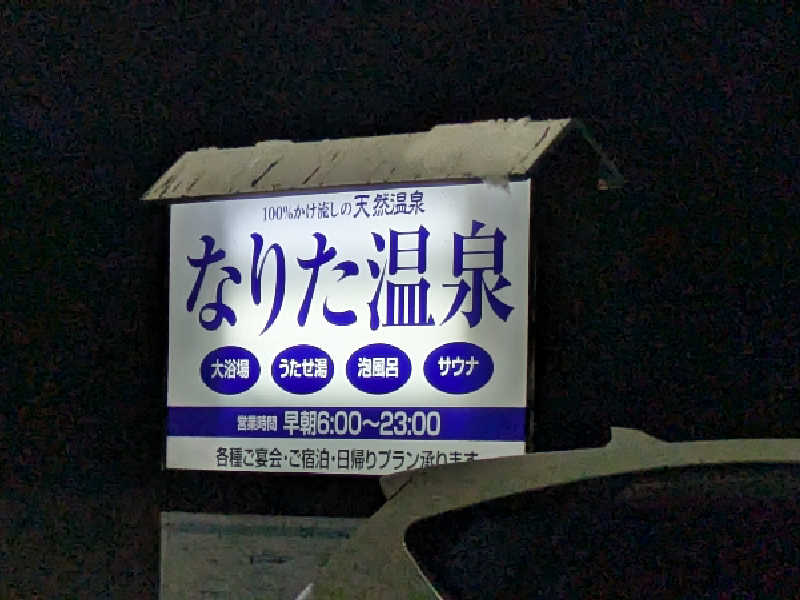 100%かけ流しの天然温泉
なりた温泉
大浴場 うたせ湯 泡風呂 サウナ
営業時間 早朝6:00〜23:00
各種ご宴会・ご宿泊・日帰りプラン承ります